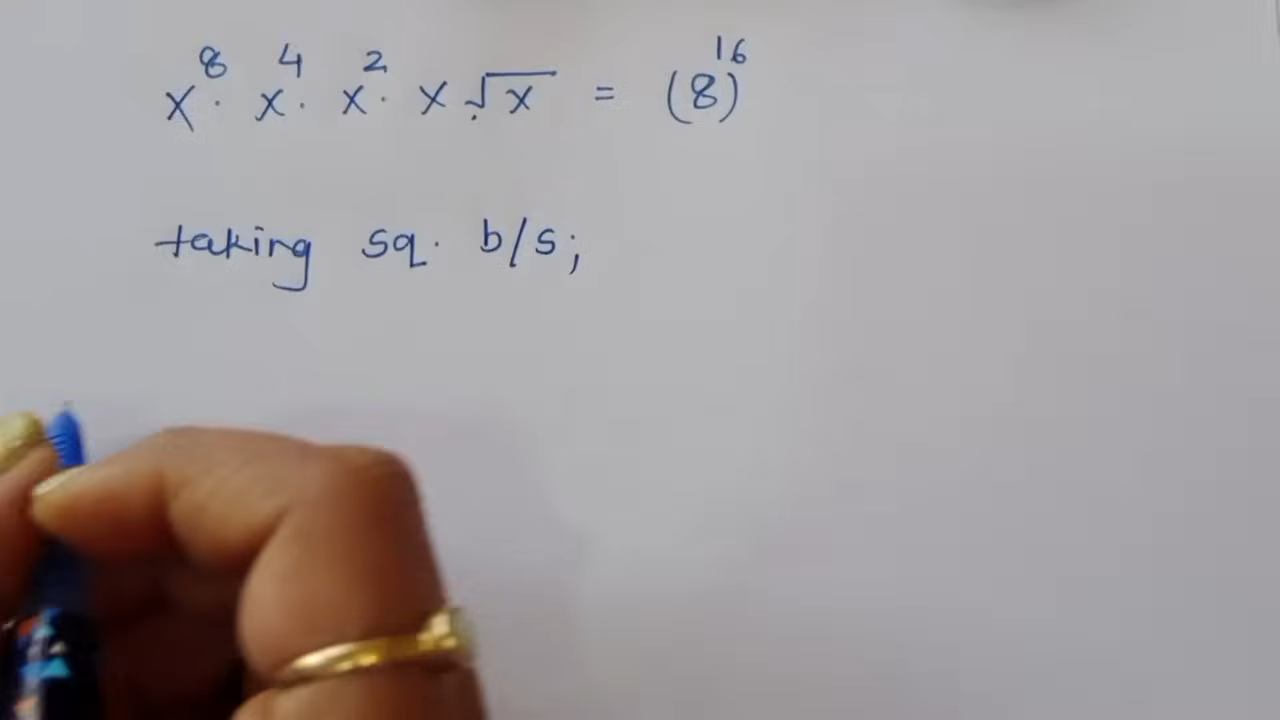 x⁸· x⁴· x²· x √x = (8)¹⁶
taking sq. b/s;